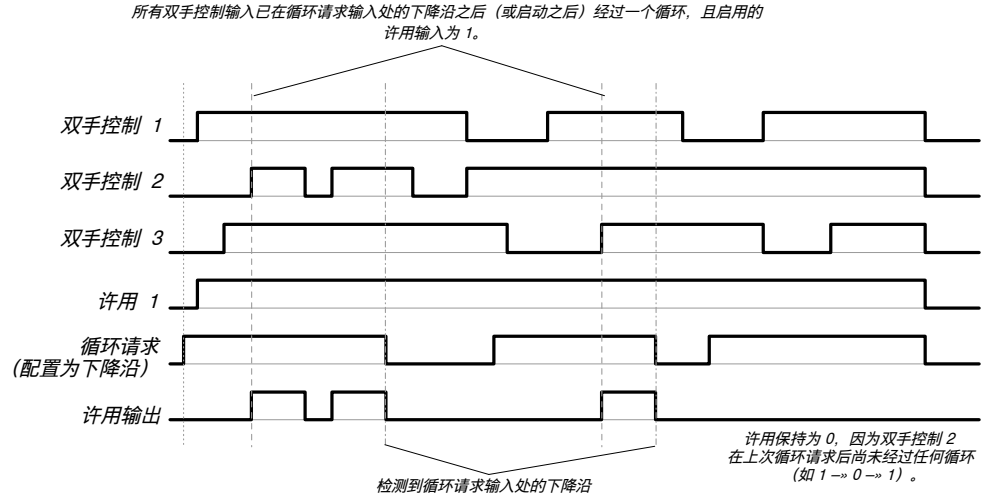 所有双手控制输入已在循环请求输入处的下降沿之后（或启动之后）经过一个循环，且启用的
许用输入为 1。
双手控制 1
双手控制 2
双手控制 3
许用 1
循环请求
（配置为下降沿）
许用输出
许用保持为 0，因为双手控制 2
在上次循环请求后尚未经过任何循环
（如 1 –» 0 –» 1）。
检测到循环请求输入处的下降沿